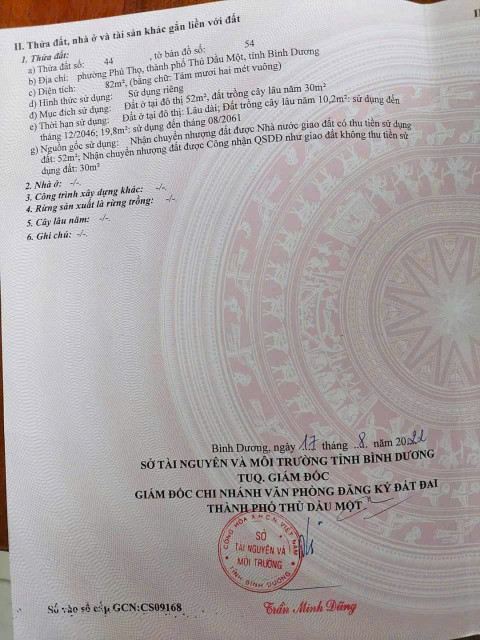 II. Thửa đất, nhà ở và tài sản khác gắn liền với đất
1. Thửa đất:
a) Thửa đất số: 44 , tờ bản đồ số: 54
b) Địa chỉ: phường Phú Thọ, thành phố Thủ Dầu Một, tỉnh Bình Dương
c) Diện tích: 82m², (bằng chữ: Tám mươi hai mét vuông)
d) Hình thức sử dụng: Sử dụng riêng
đ) Mục đích sử dụng: Đất ở tại đô thị 52m², đất trồng cây lâu năm 30m²
e) Thời hạn sử dụng: Đất ở tại đô thị: Lâu dài; Đất trồng cây lâu năm 10,2m²: sử dụng đến
tháng 12/2046; 19,8m²: sử dụng đến tháng 08/2061
g) Nguồn gốc sử dụng: Nhận chuyển nhượng đất được Nhà nước giao đất có thu tiền sử dụng
đất: 52m²; Nhận chuyển nhượng đất được Công nhận QSDĐ như giao đất không thu tiền sử
dụng đất: 30m²
2. Nhà ở: -/-.
3. Công trình xây dựng khác: -/-.
4. Rừng sản xuất là rừng trồng: -/-.
5. Cây lâu năm: -/-.
6. Ghi chú: -/-.
Bình Dương, ngày 17 tháng 8 năm 2022
SỞ TÀI NGUYÊN VÀ MÔI TRƯỜNG TỈNH BÌNH DƯƠNG
TUQ. GIÁM ĐỐC
GIÁM ĐỐC CHI NHÁNH VĂN PHÒNG ĐĂNG KÝ ĐẤT ĐAI
THÀNH PHỐ THỦ DẦU MỘT
CỘNG HÒA X.H.C.N VIỆT NAM
SỞ
TÀI NGUYÊN VÀ
MÔI TRƯỜNG
TỈNH BÌNH DƯƠNG
Số vào sổ cấp GCN:CS09168
Trần Minh Dũng